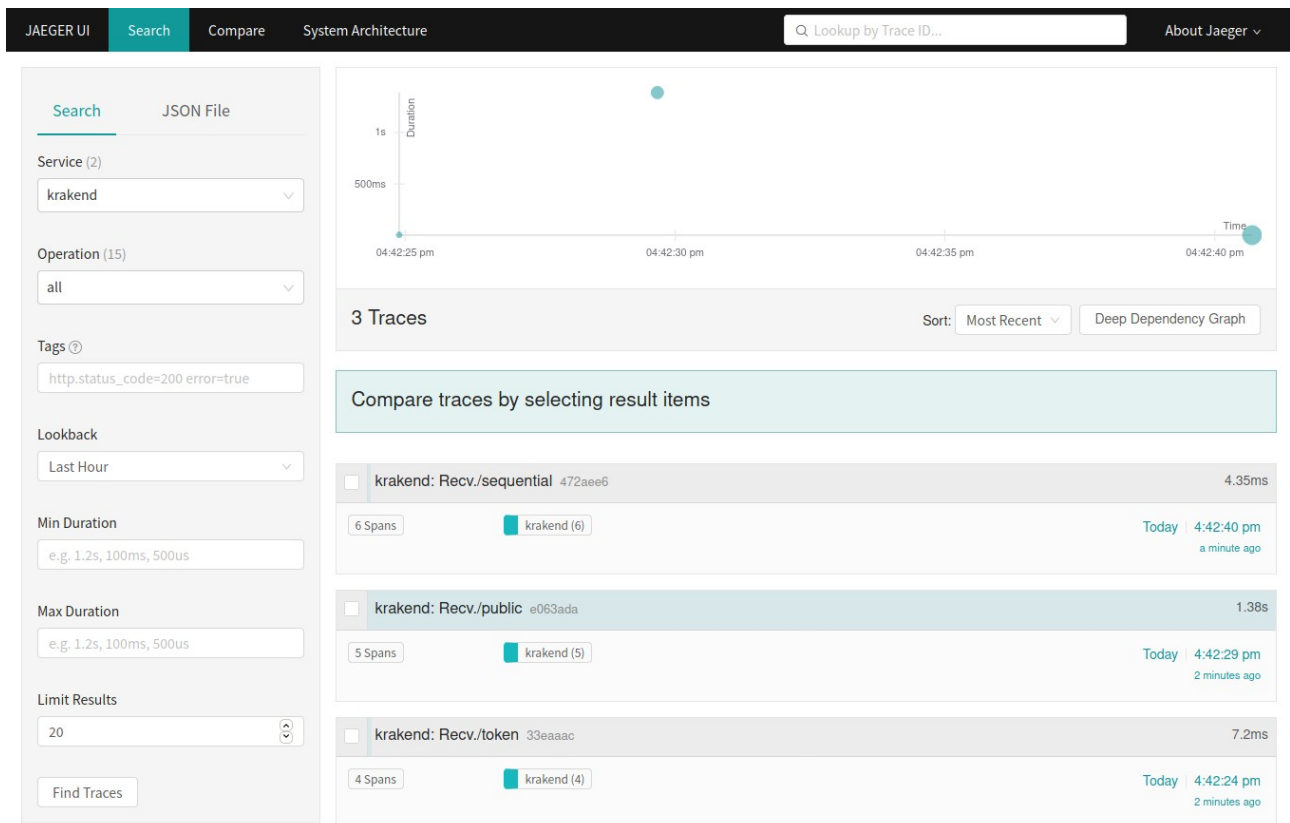 JAEGER UI Search Compare System Architecture Lookup by Trace ID... About Jaeger
Search JSON File
Service (2)
krakend
Operation (15)
all
Tags
http.status_code=200 error=true
Lookback
Last Hour
Min Duration
e.g. 1.2s, 100ms, 500us
Max Duration
e.g. 1.2s, 100ms, 500us
Limit Results
20
Find Traces
Duration
1s
500ms
Time
04:42:25 pm 04:42:30 pm 04:42:35 pm 04:42:40 pm
3 Traces Sort: Most Recent Deep Dependency Graph
Compare traces by selecting result items
krakend: Recv./sequential 472aee6 4.35ms
6 Spans krakend (6) Today 4:42:40 pm
a minute ago
krakend: Recv./public e063ada 1.38s
5 Spans krakend (5) Today 4:42:29 pm
2 minutes ago
krakend: Recv./token 33eaaac 7.2ms
4 Spans krakend (4) Today 4:42:24 pm
2 minutes ago